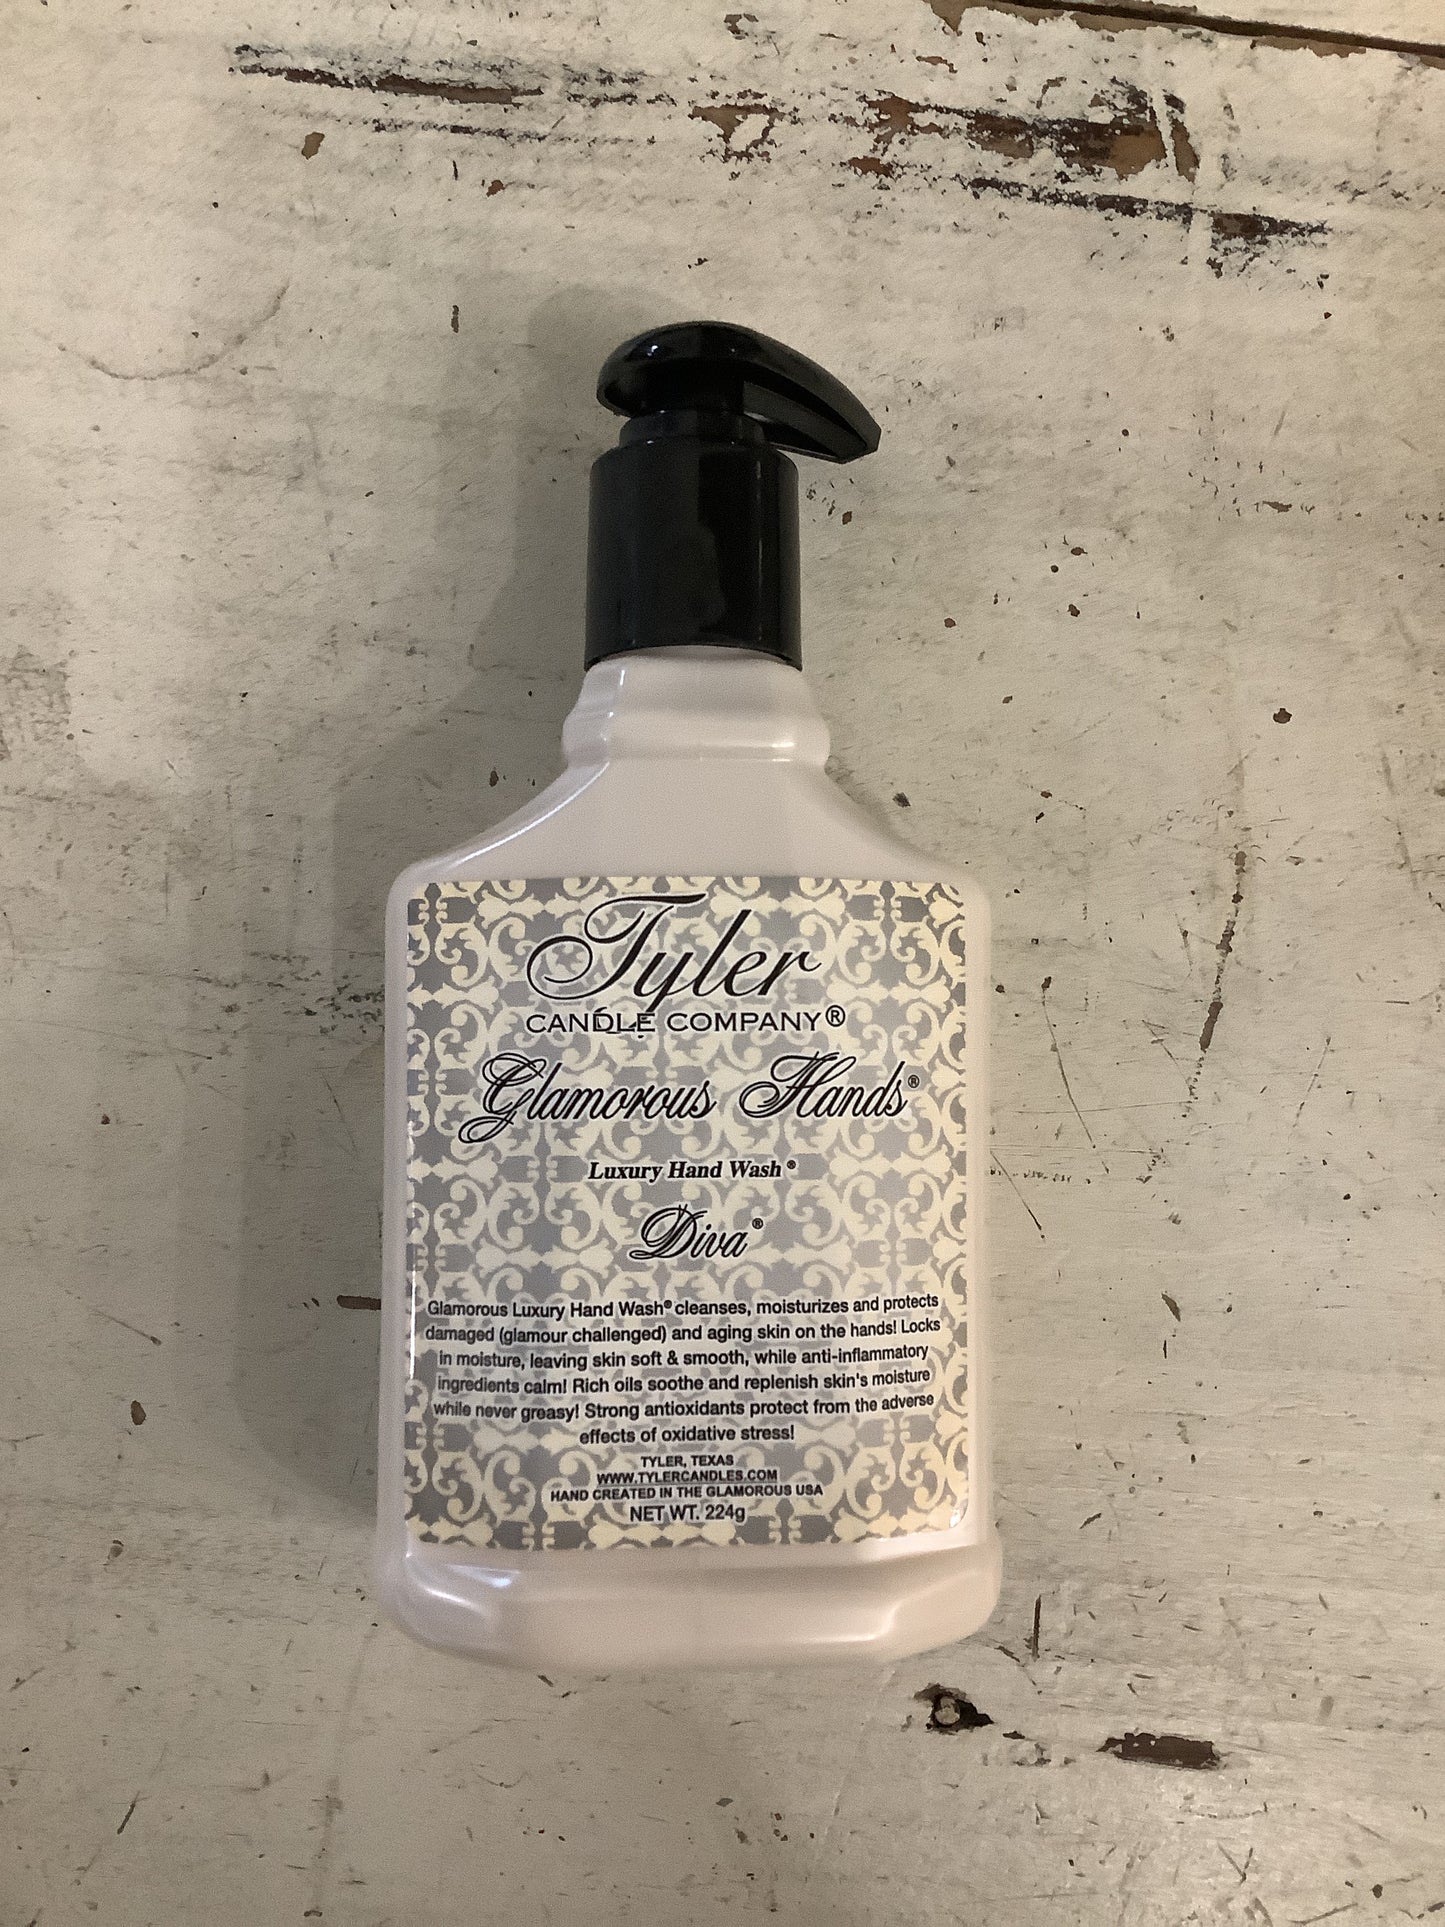 Tyler
CANDLE COMPANY®
Glamorous Hands®
Luxury Hand Wash®
Diva®
Glamorous Luxury Hand Wash® cleanses, moisturizes and protects
damaged (glamour challenged) and aging skin on the hands! Locks
in moisture, leaving skin soft & smooth, while anti-inflammatory
ingredients calm! Rich oils soothe and replenish skin's moisture
while never greasy! Strong antioxidants protect from the adverse
effects of oxidative stress!
TYLER, TEXAS
WWW.TYLERCANDLES.COM
HAND CREATED IN THE GLAMOROUS USA
NET WT. 224g